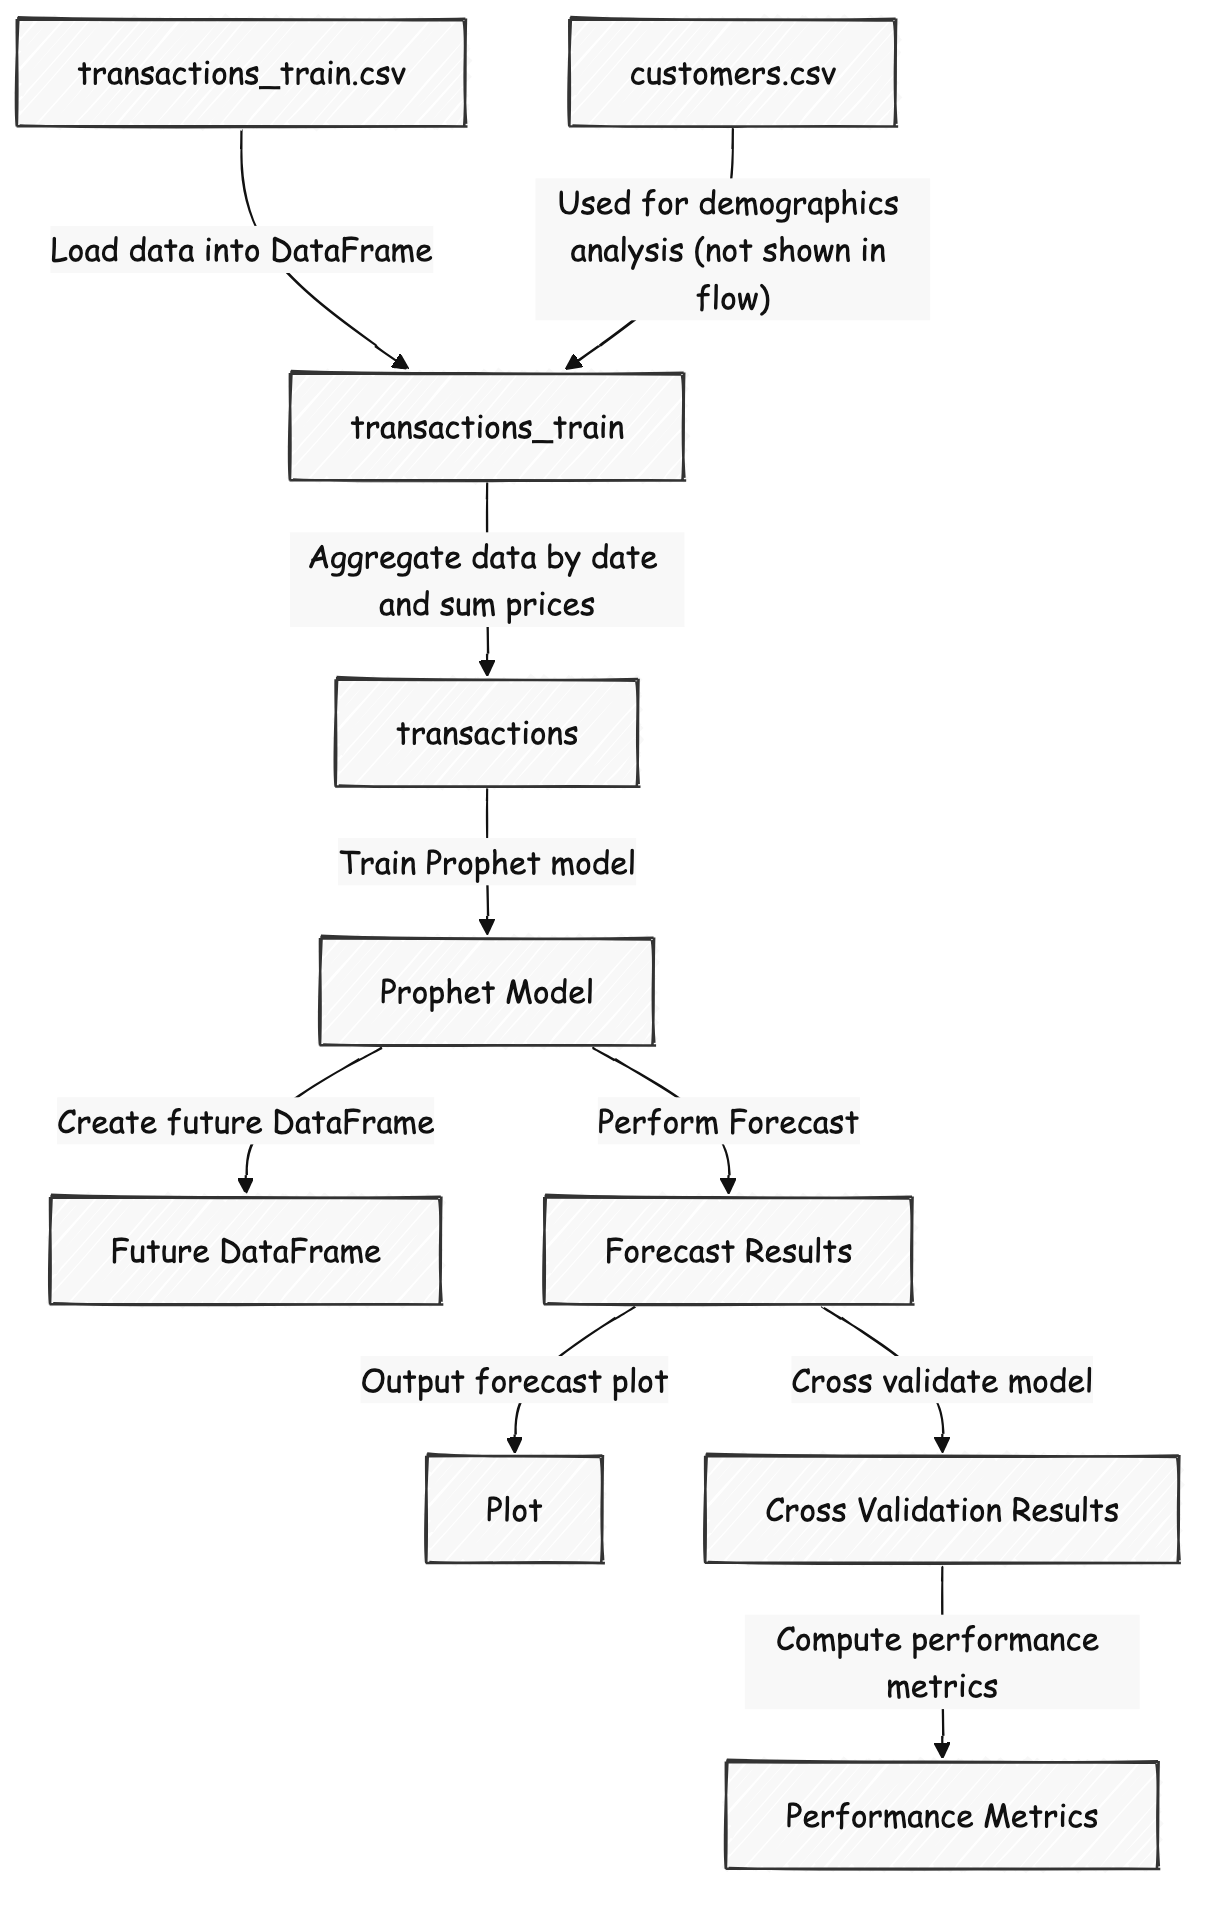 transactions_train.csv
customers.csv
Used for demographics
analysis (not shown in
flow)
Load data into DataFrame
transactions_train
Aggregate data by date
and sum prices
transactions
Train Prophet model
Prophet Model
Create future DataFrame
Perform Forecast
Future DataFrame
Forecast Results
Output forecast plot
Cross validate model
Plot
Cross Validation Results
Compute performance
metrics
Performance Metrics